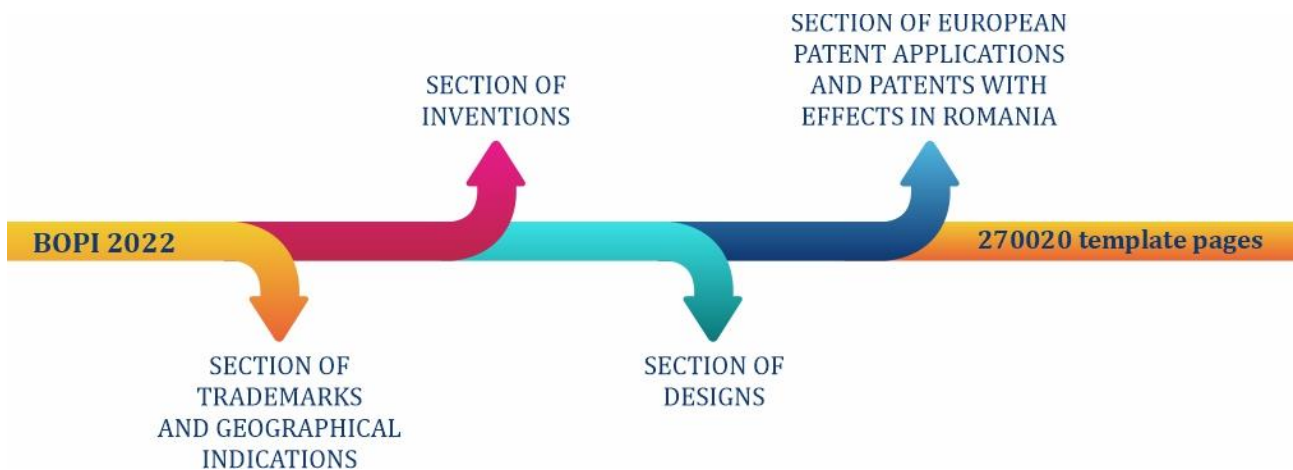 SECTION OF EUROPEAN
PATENT APPLICATIONS
AND PATENTS WITH
EFFECTS IN ROMANIA
SECTION OF
INVENTIONS
BOPI 2022
270020 template pages
SECTION OF
TRADEMARKS
AND GEOGRAPHICAL
INDICATIONS
SECTION OF
DESIGNS